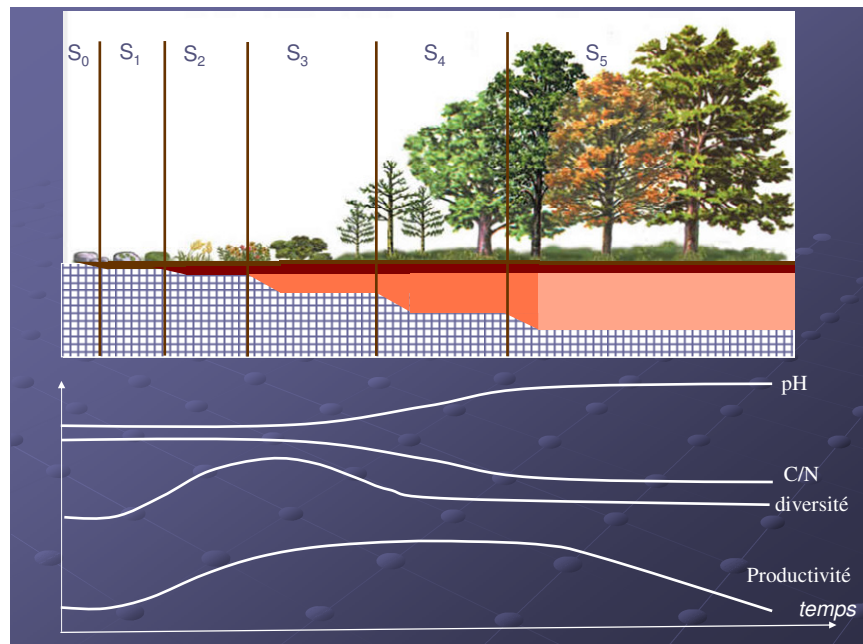 S₀ S₁ S₂ S₃ S₄ S₅
pH
C/N
diversité
Productivité
temps